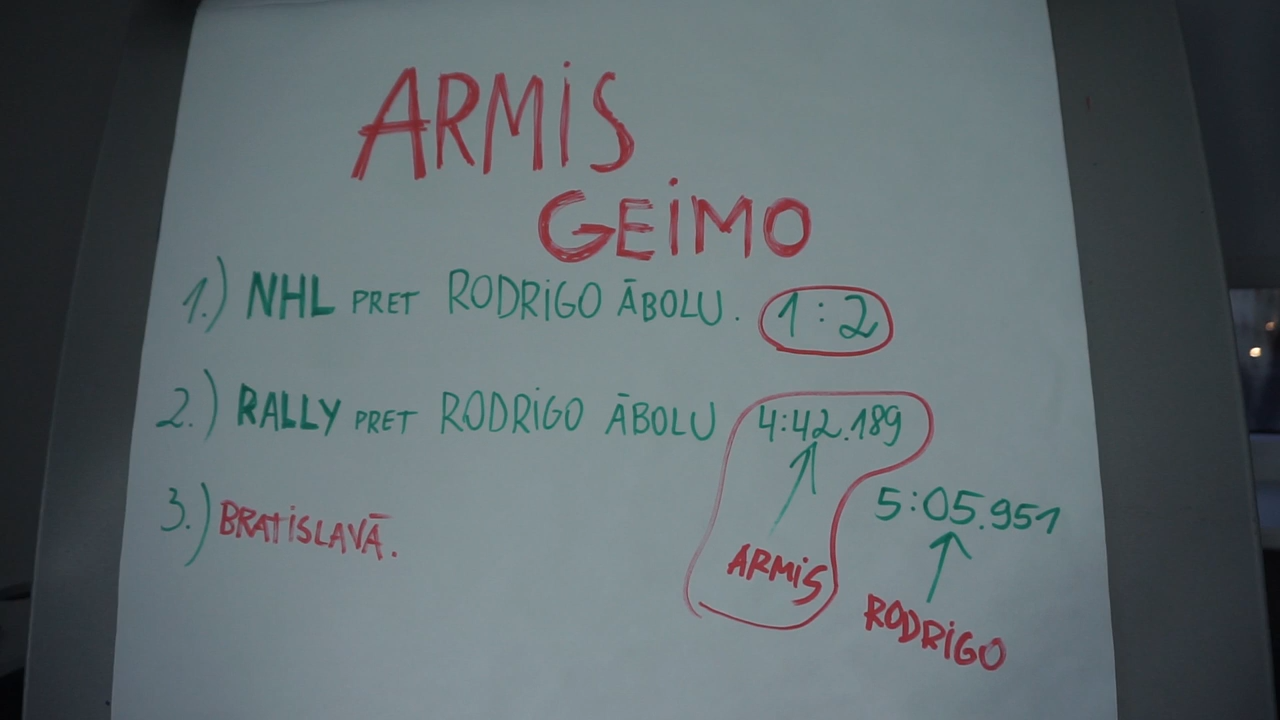 ARMiS
GEiMO
1.) NHL PRET RODRiGO ĀBOLU. 1:2
2.) RALLY PRET RODRiGO ĀBOLU 4:42.189
3.) BRATiSLAVĀ.
5:05.951
ARMiS
RODRiGO